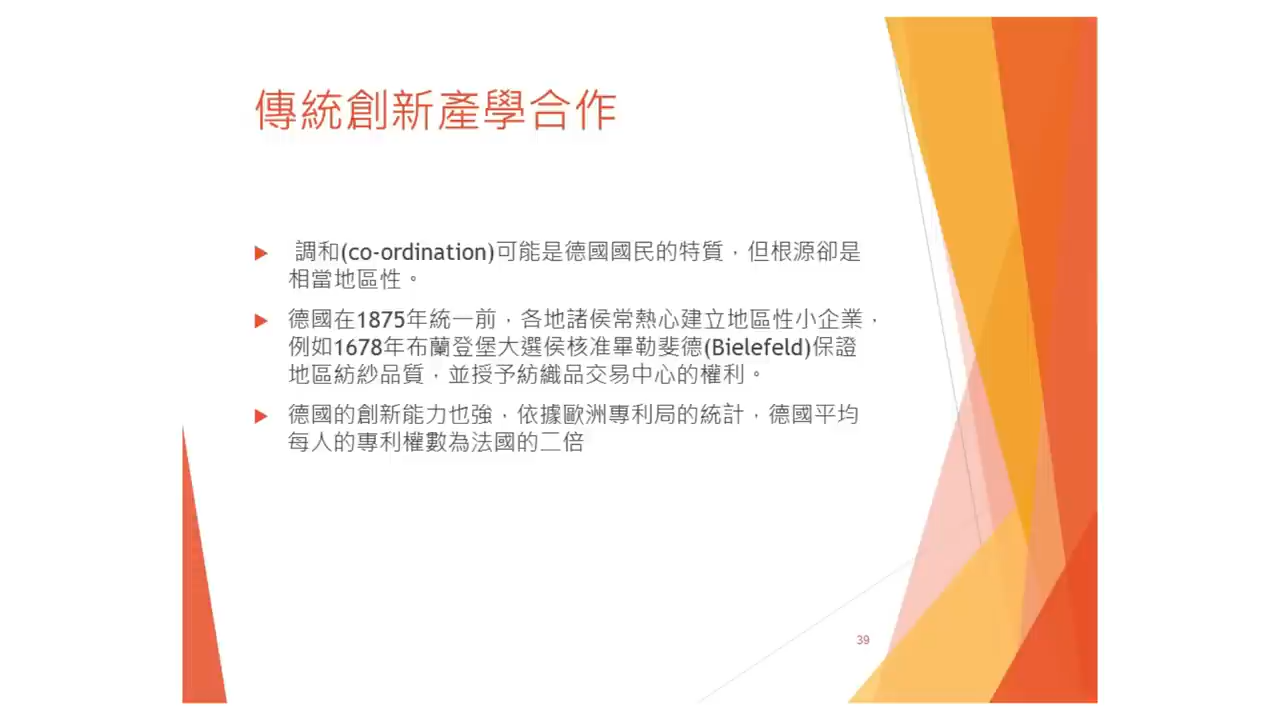 傳統創新產學合作
調和(co-ordination)可能是德國國民的特質，但根源卻是
相當地區性。
德國在1875年統一前，各地諸侯常熱心建立地區性小企業，
例如1678年布蘭登堡大選侯核准畢勒斐德(Bielefeld)保證
地區紡紗品質，並授予紡織品交易中心的權利。
德國的創新能力也強，依據歐洲專利局的統計，德國平均
每人的專利權數為法國的二倍
39